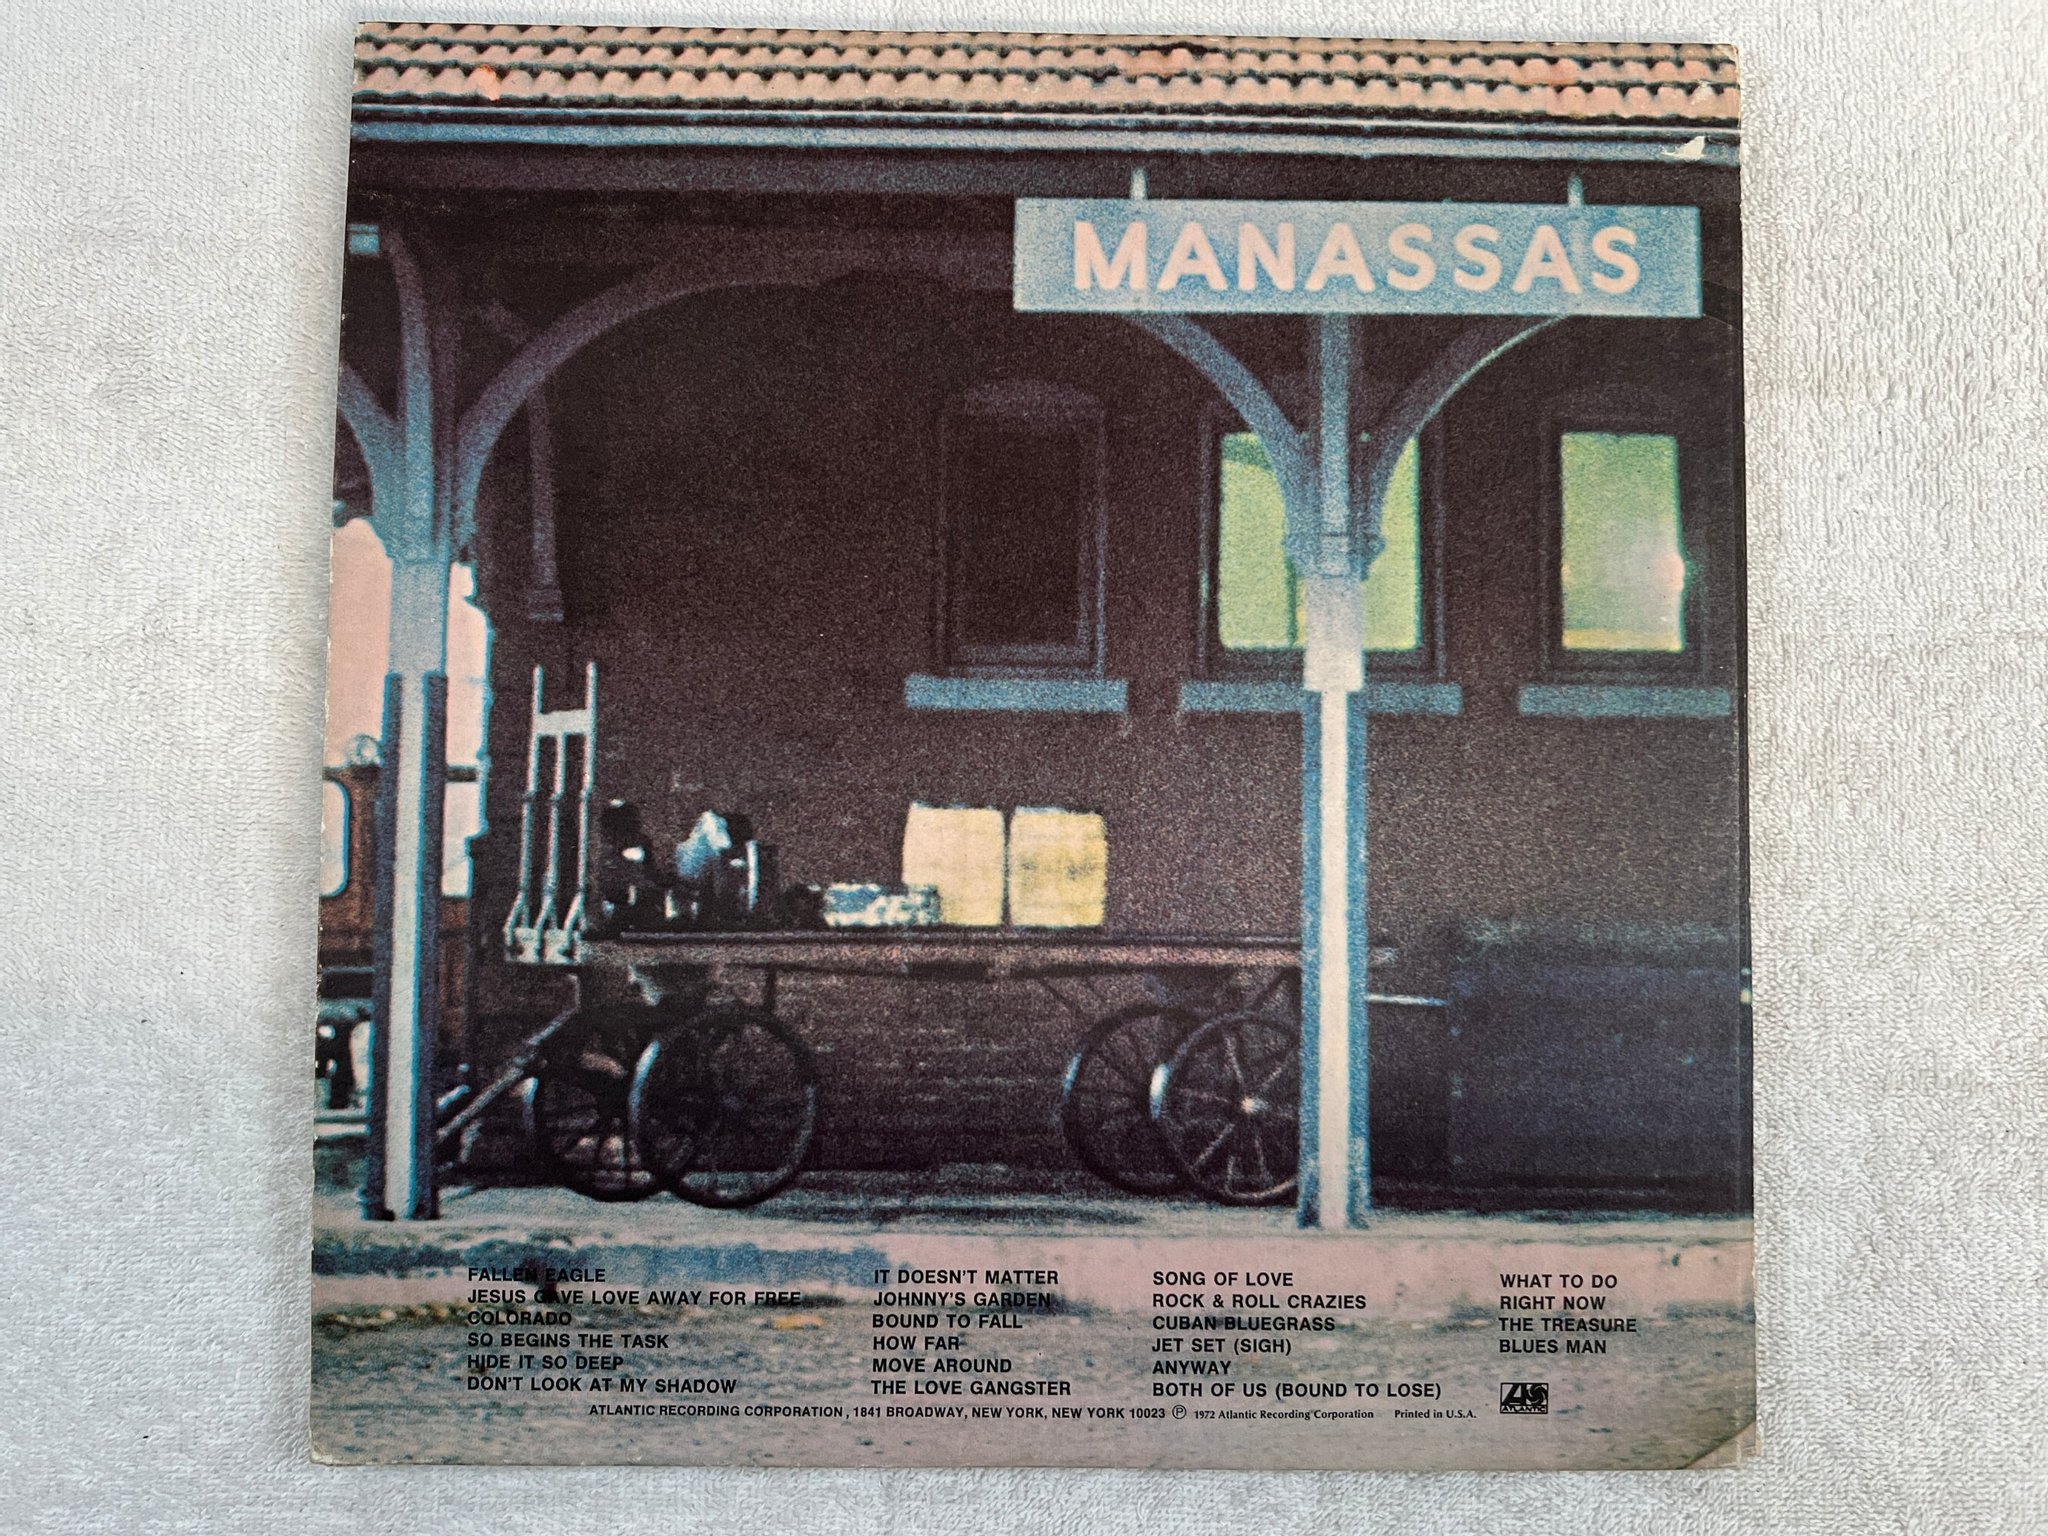 MANASSAS
FALLEN EAGLE
JESUS GAVE LOVE AWAY FOR FREE
COLORADO
SO BEGINS THE TASK
HIDE IT SO DEEP
DON'T LOOK AT MY SHADOW
IT DOESN'T MATTER
JOHNNY'S GARDEN
BOUND TO FALL
HOW FAR
MOVE AROUND
THE LOVE GANGSTER
SONG OF LOVE
ROCK & ROLL CRAZIES
CUBAN BLUEGRASS
JET SET (SIGH)
ANYWAY
BOTH OF US (BOUND TO LOSE)
WHAT TO DO
RIGHT NOW
THE TREASURE
BLUES MAN
ATLANTIC
ATLANTIC RECORDING CORPORATION, 1841 BROADWAY, NEW YORK, NEW YORK 10023 ℗ 1972 Atlantic Recording Corporation Printed in U.S.A.